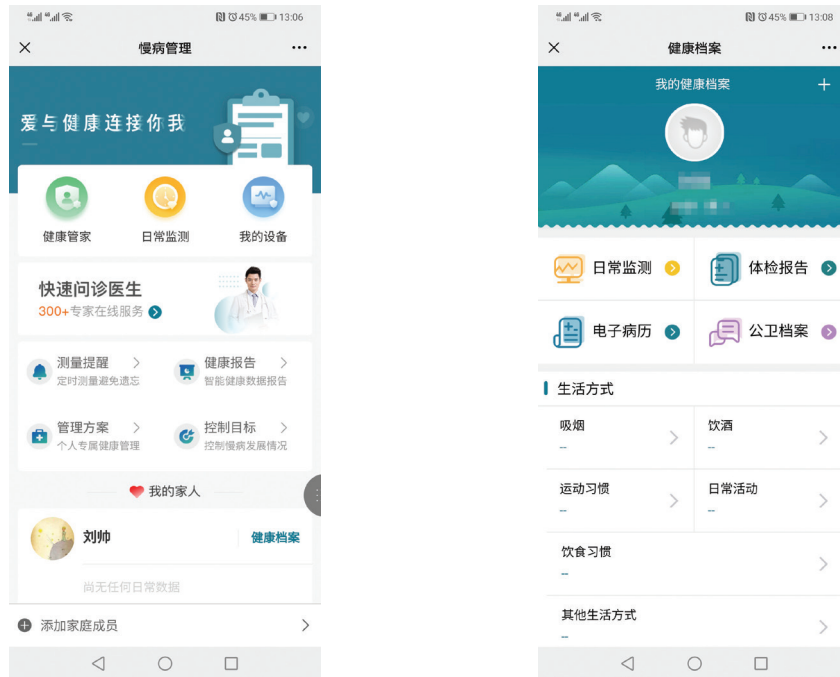 45% 13:06
慢病管理
爱与健康连接你我
健康管家
日常监测
我的设备
快速问诊医生
300+专家在线服务
测量提醒
定时测量避免遗忘
健康报告
智能健康数据报告
管理方案
个人专属健康管理
控制目标
控制慢病发展情况
我的家人
刘帅
健康档案
尚无任何日常数据
添加家庭成员
45% 13:08
健康档案
我的健康档案
日常监测
体检报告
电子病历
公卫档案
生活方式
吸烟
--
饮酒
--
运动习惯
--
日常活动
--
饮食习惯
--
其他生活方式
--